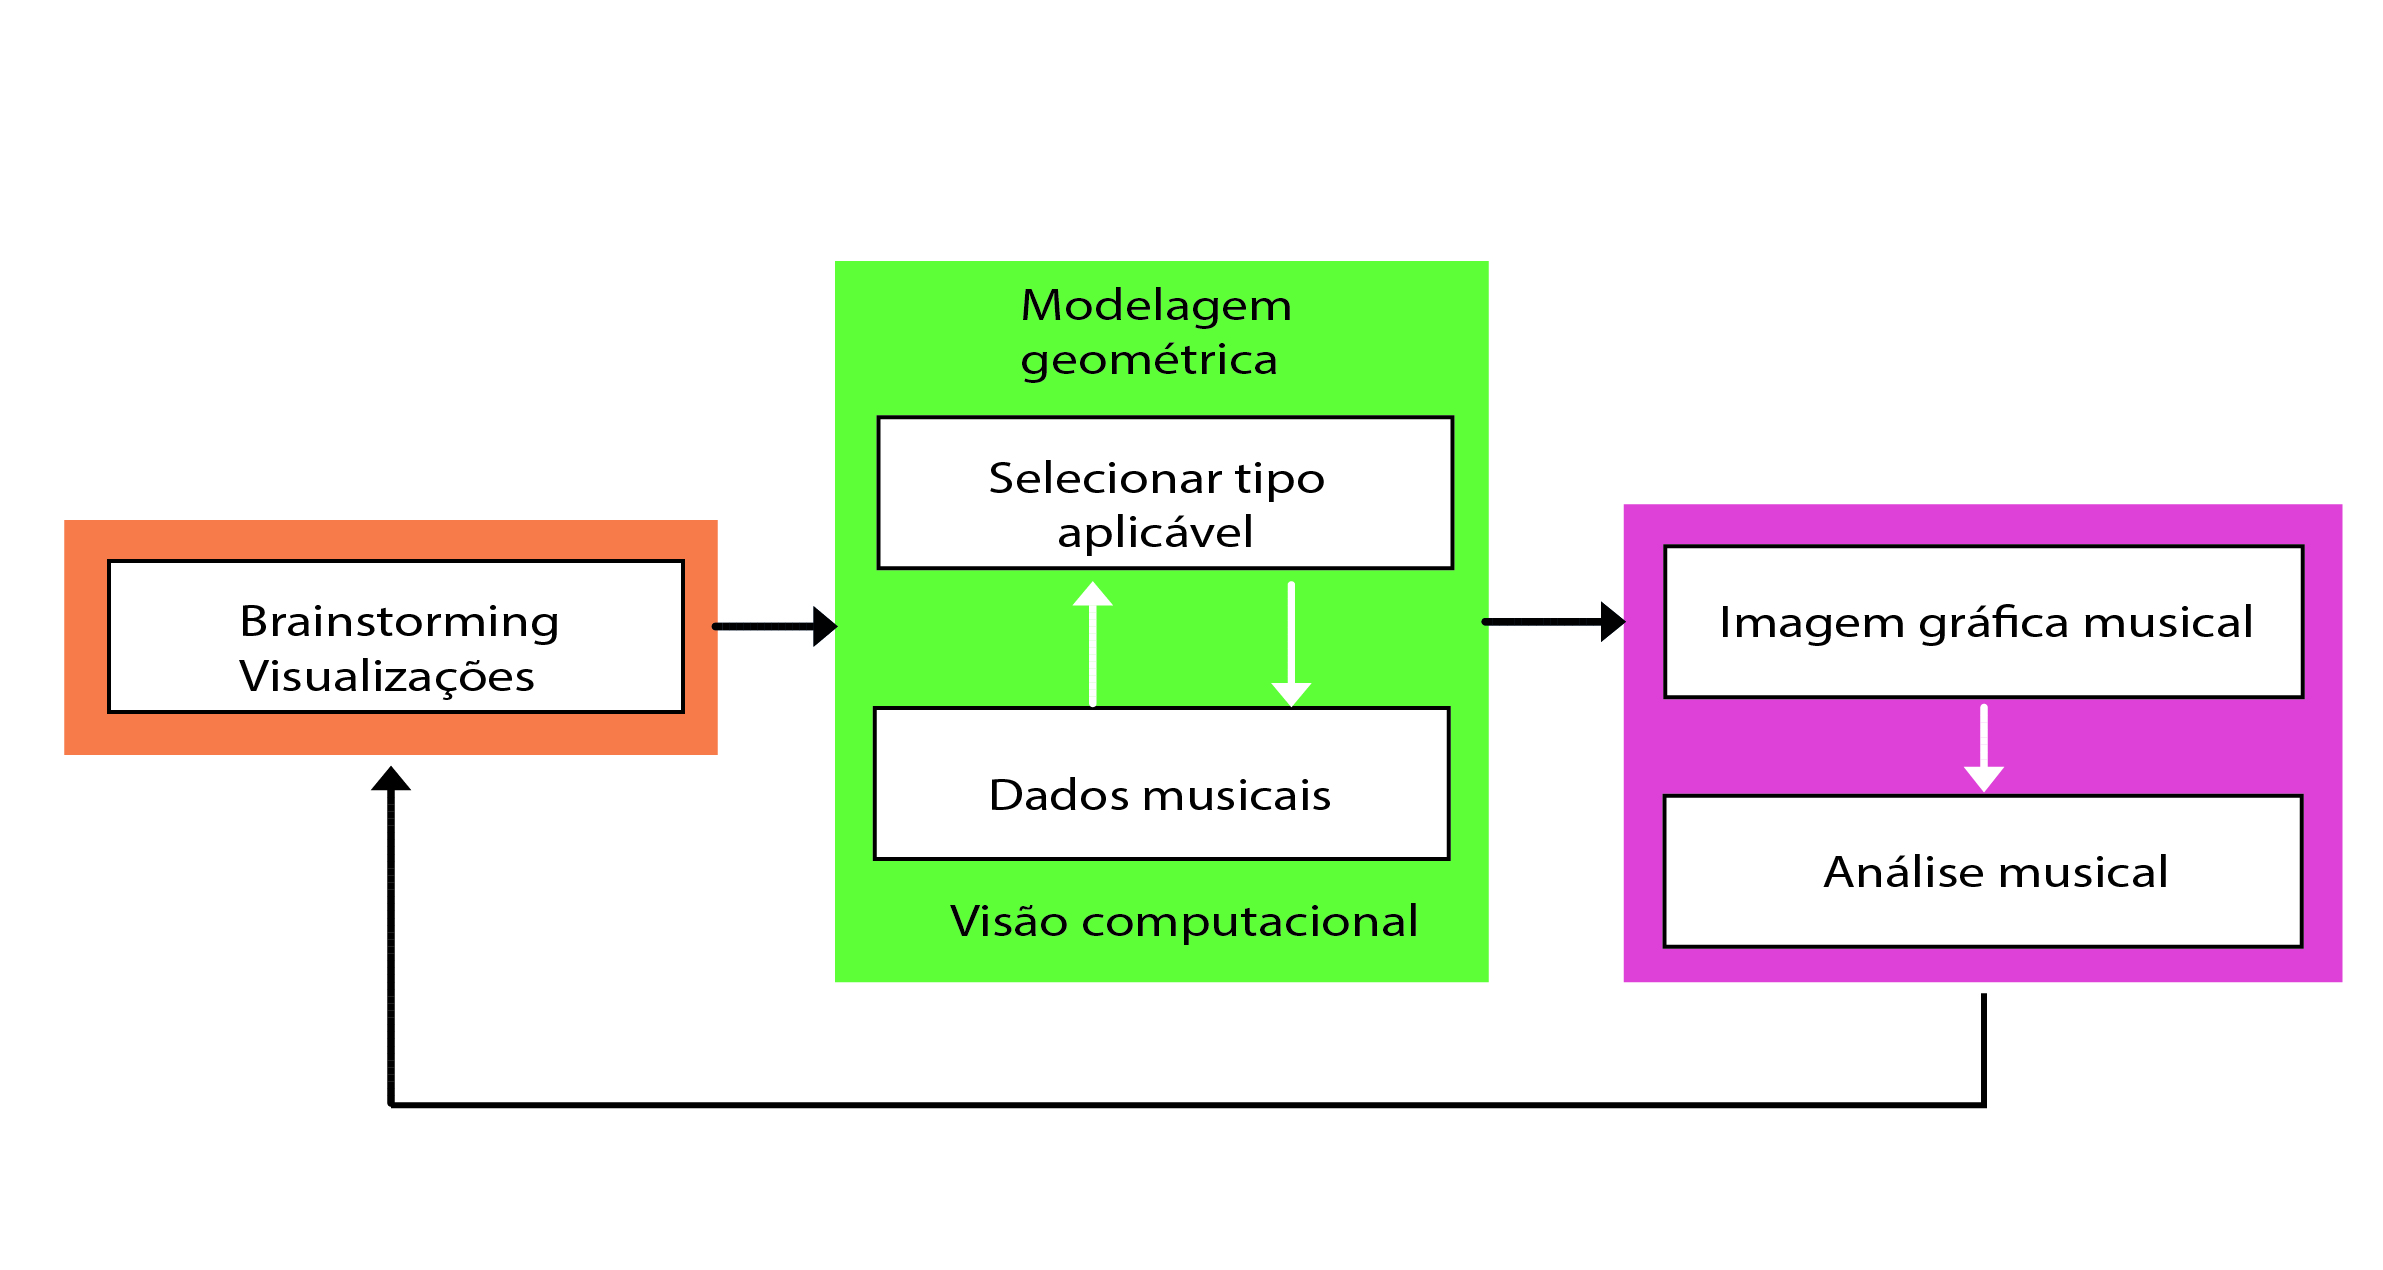 Brainstorming
Visualizações
Modelagem
geométrica
Selecionar tipo
aplicável
Dados musicais
Visão computacional
Imagem gráfica musical
Análise musical